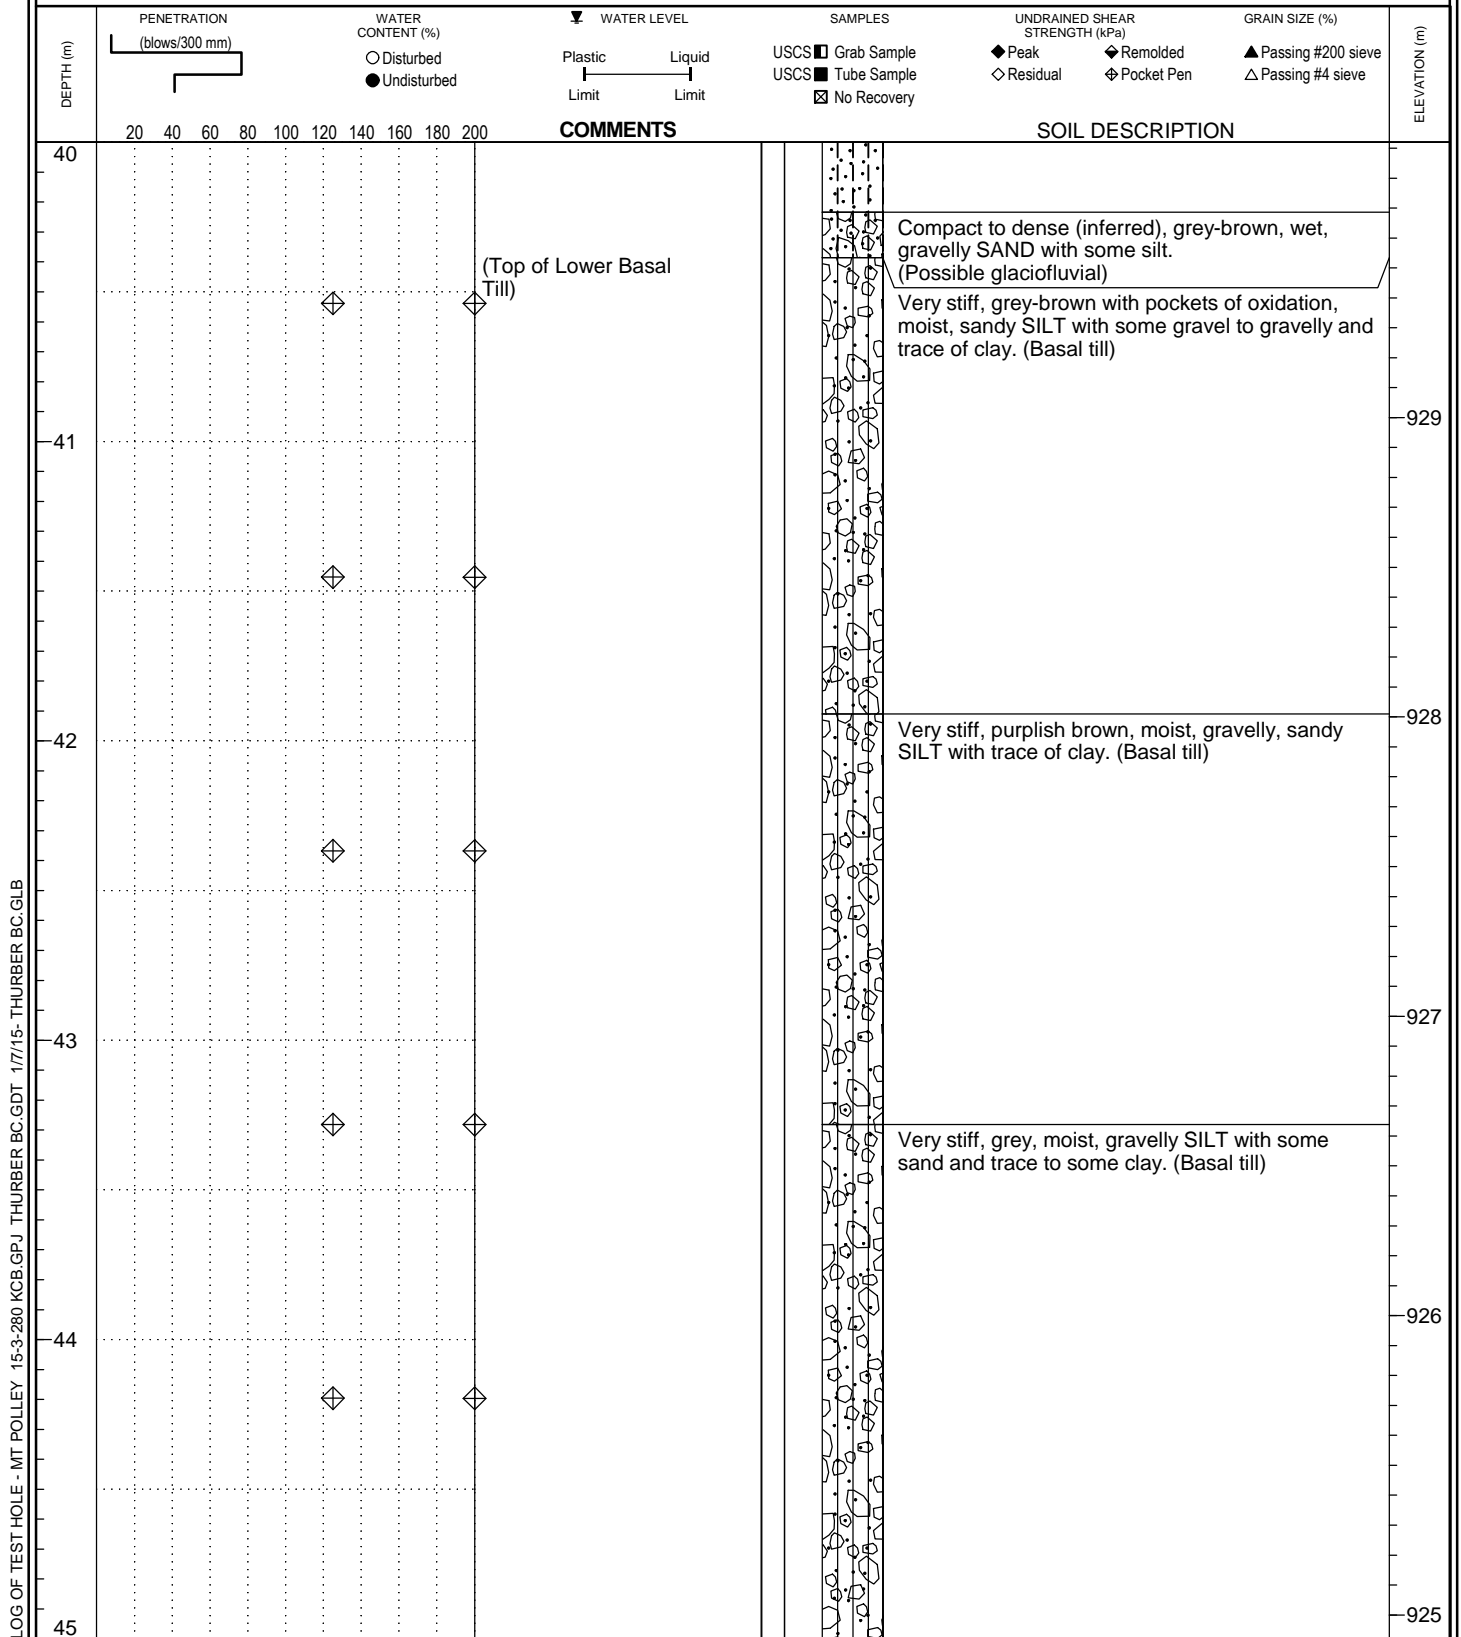 PENETRATION
(blows/300 mm)
WATER
CONTENT (%)
Disturbed
Undisturbed
WATER LEVEL
Plastic Liquid
Limit Limit
SAMPLES
USCS Grab Sample
USCS Tube Sample
No Recovery
UNDRAINED SHEAR
STRENGTH (kPa)
Peak Remolded
Residual Pocket Pen
GRAIN SIZE (%)
Passing #200 sieve
Passing #4 sieve
DEPTH (m)
ELEVATION (m)
20 40 60 80 100 120 140 160 180 200
COMMENTS
SOIL DESCRIPTION
40
Compact to dense (inferred), grey-brown, wet,
gravelly SAND with some silt.
(Possible glaciofluvial)
(Top of Lower Basal
Till)
Very stiff, grey-brown with pockets of oxidation,
moist, sandy SILT with some gravel to gravelly and
trace of clay. (Basal till)
929
41
928
Very stiff, purplish brown, moist, gravelly, sandy
SILT with trace of clay. (Basal till)
42
927
43
Very stiff, grey, moist, gravelly SILT with some
sand and trace to some clay. (Basal till)
926
44
925
45
LOG OF TEST HOLE - MT POLLEY 15-3-280 KCB.GPJ THURBER BC.GDT 1/7/15- THURBER BC.GLB